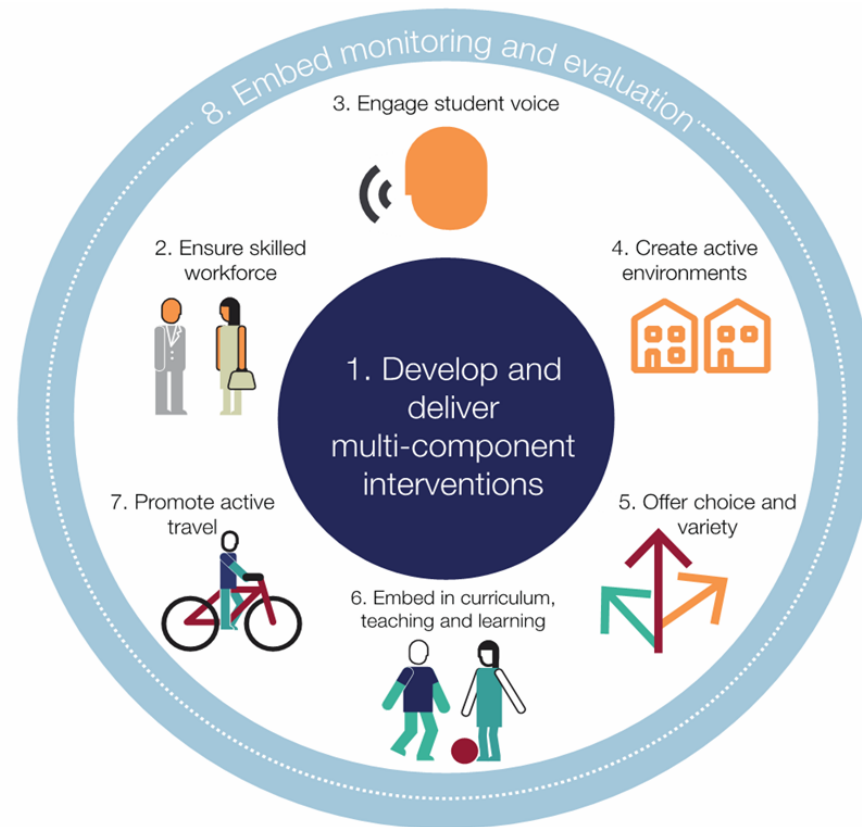 8. Embed monitoring and evaluation
3. Engage student voice
2. Ensure skilled
workforce
4. Create active
environments
1. Develop and
deliver
multi-component
interventions
7. Promote active
travel
5. Offer choice and
variety
6. Embed in curriculum,
teaching and learning